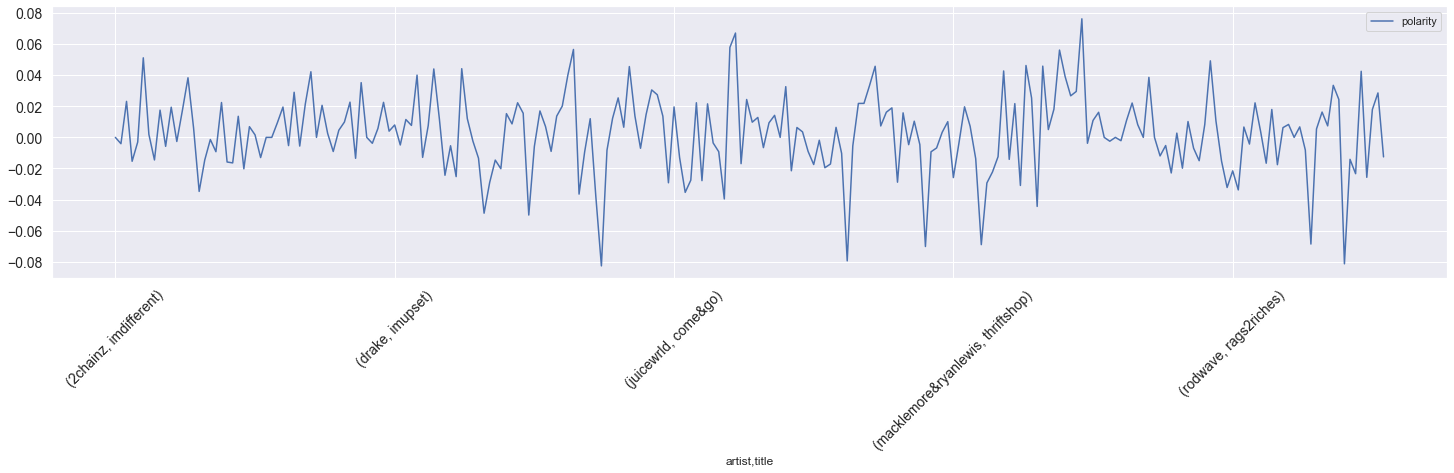 0.08
0.06
0.04
0.02
0.00
−0.02
−0.04
−0.06
−0.08
polarity
(2chainz, imdifferent)
(drake, imupset)
(juicewrld, come&go)
(macklemore&ryanlewis, thriftshop)
(rodwave, rags2riches)
artist,title